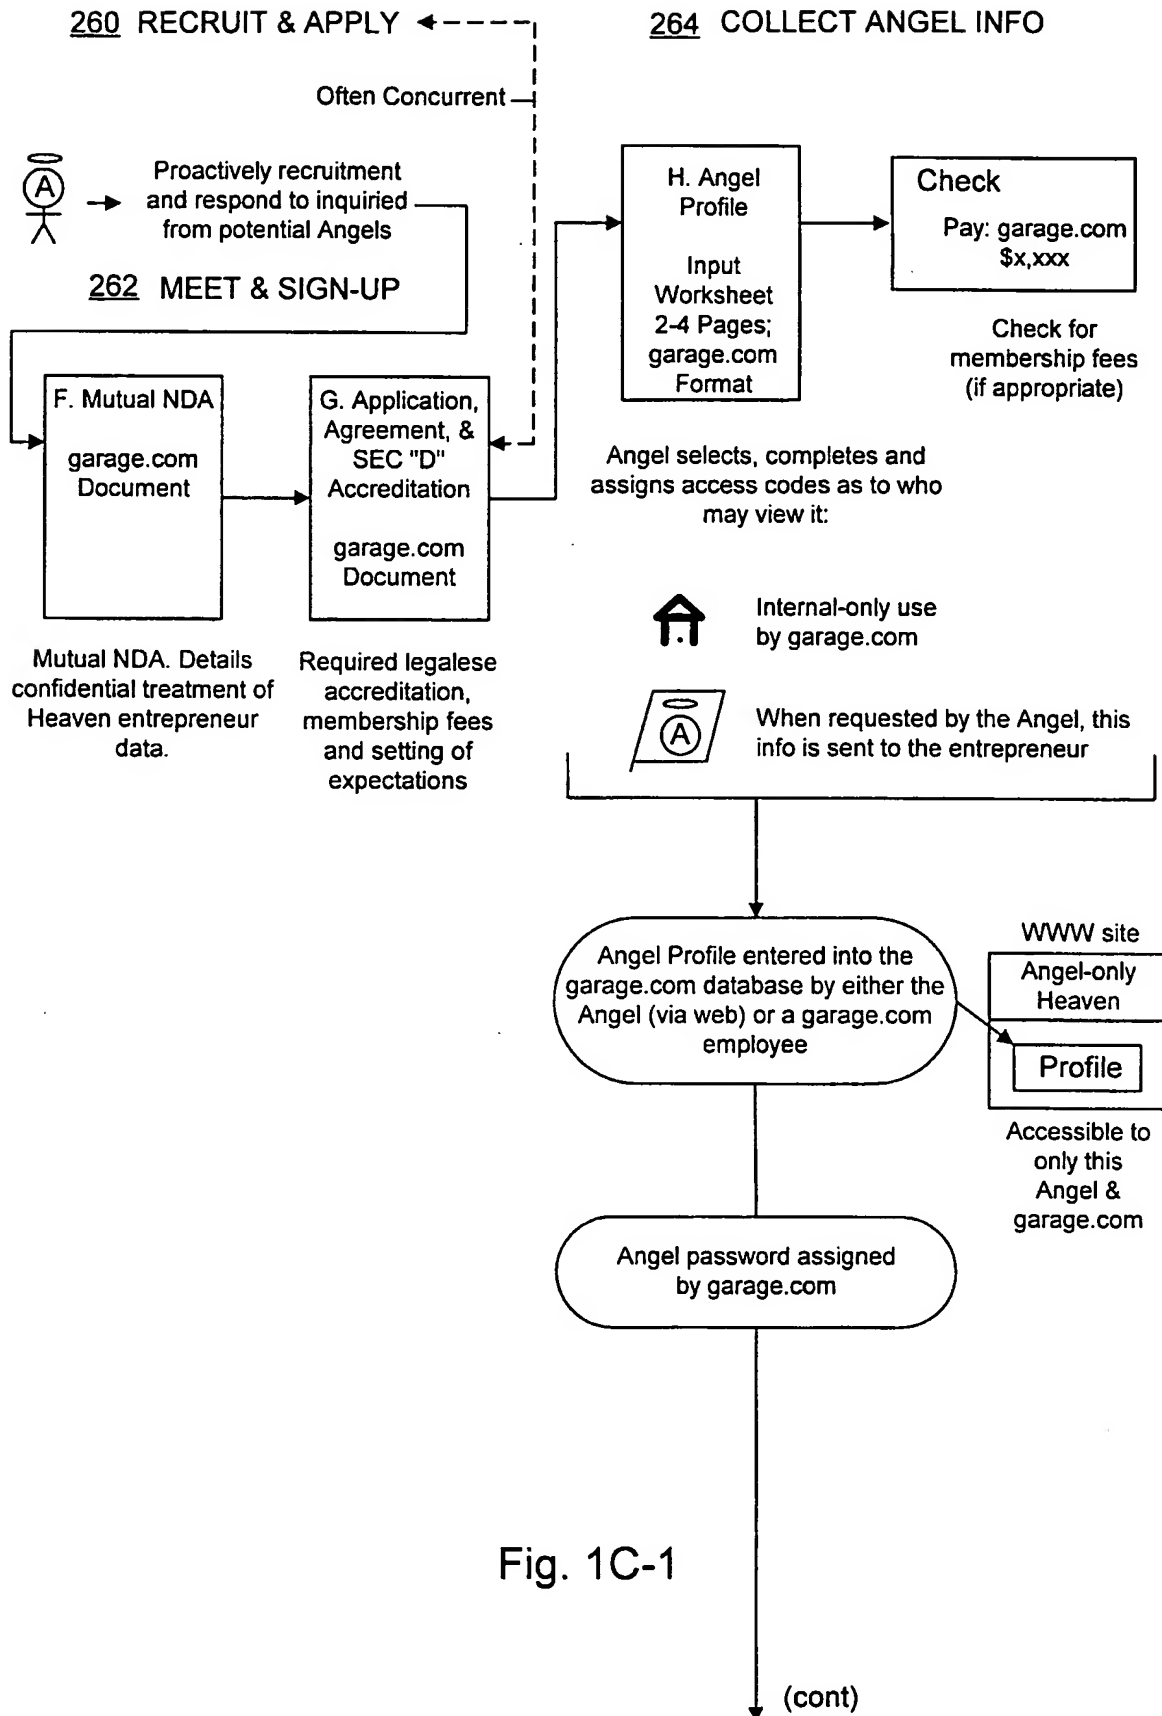 260 RECRUIT & APPLY
Often Concurrent
A
Proactively recruitment
and respond to inquiried
from potential Angels
262 MEET & SIGN-UP
F. Mutual NDA
garage.com
Document
Mutual NDA. Details
confidential treatment of
Heaven entrepreneur
data.
G. Application,
Agreement, &
SEC "D"
Accreditation
garage.com
Document
Required legalese
accreditation,
membership fees
and setting of
expectations
264 COLLECT ANGEL INFO
H. Angel
Profile
Input
Worksheet
2-4 Pages;
garage.com
Format
Check
Pay: garage.com
$x,xxx
Check for
membership fees
(if appropriate)
Angel selects, completes and
assigns access codes as to who
may view it:
Internal-only use
by garage.com
A
When requested by the Angel, this
info is sent to the entrepreneur
Angel Profile entered into the
garage.com database by either the
Angel (via web) or a garage.com
employee
WWW site
Angel-only
Heaven
Profile
Accessible to
only this
Angel &
garage.com
Angel password assigned
by garage.com
Fig. 1C-1
(cont)